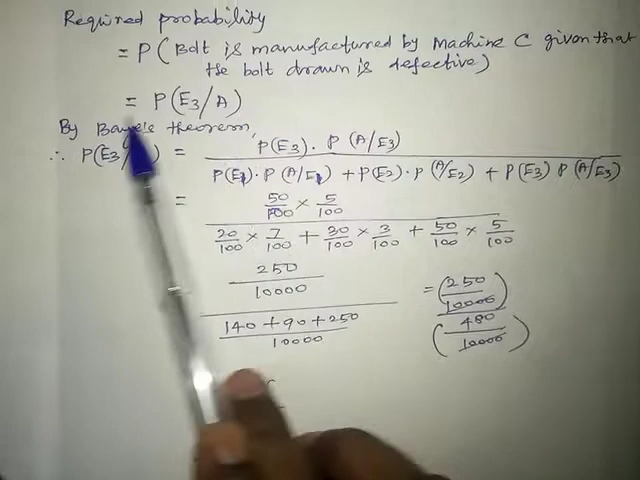 Required probability
= P(Bolt is manufactured by Machine C given that
the bolt drawn is defective)
= P(E3/A)
By Baye's theorem,
∴ P(E3/ ) = P(E3). P(A/E3)
P(E1). P(A/E1) + P(E2). P(A/E2) + P(E3) P(A/E3)
= 50/100 × 5/100
20/100 × 7/100 + 30/100 × 3/100 + 50/100 × 5/100
250/10000 = (250/10000)
140+90+250/10000 (480/10000)